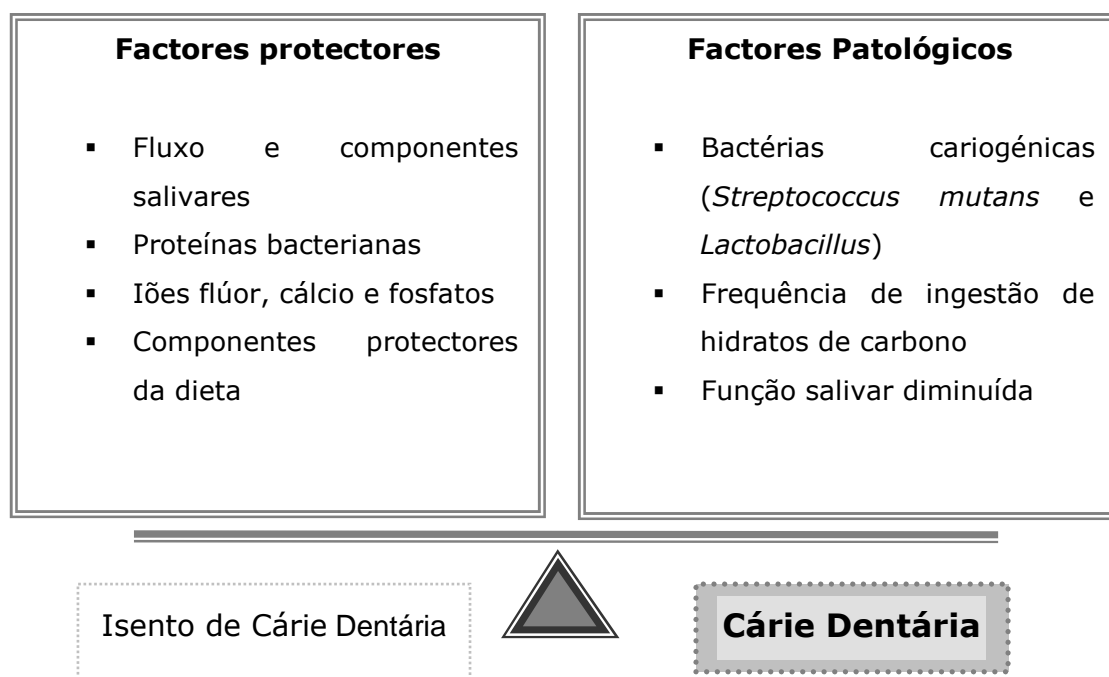 Factores protectores
▪ Fluxo e componentes
salivares
▪ Proteínas bacterianas
▪ Iões flúor, cálcio e fosfatos
▪ Componentes protectores
da dieta
Factores Patológicos
▪ Bactérias cariogénicas
(Streptococcus mutans e
Lactobacillus)
▪ Frequência de ingestão de
hidratos de carbono
▪ Função salivar diminuída
Isento de Cárie Dentária
Cárie Dentária